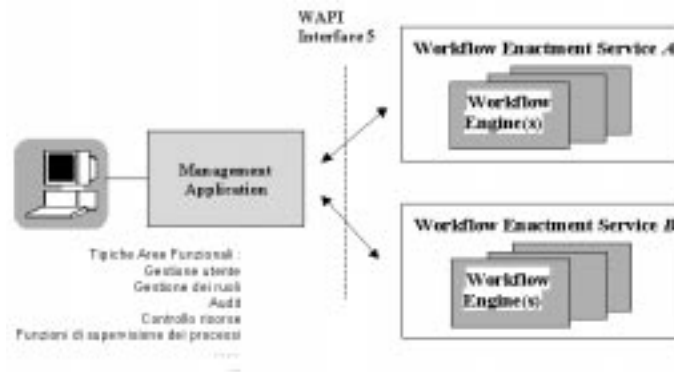 WAPI
Interface 5
Workflow Enactment Service A
Workflow
Engine(s)
Management
Application
Workflow Enactment Service B
Workflow
Engine(s)
Tipiche Area Funzionali :
Gestione utente
Gestione dei ruoli
Audit
Controllo risorse
Funzioni di supervisione dei processi
.....
...